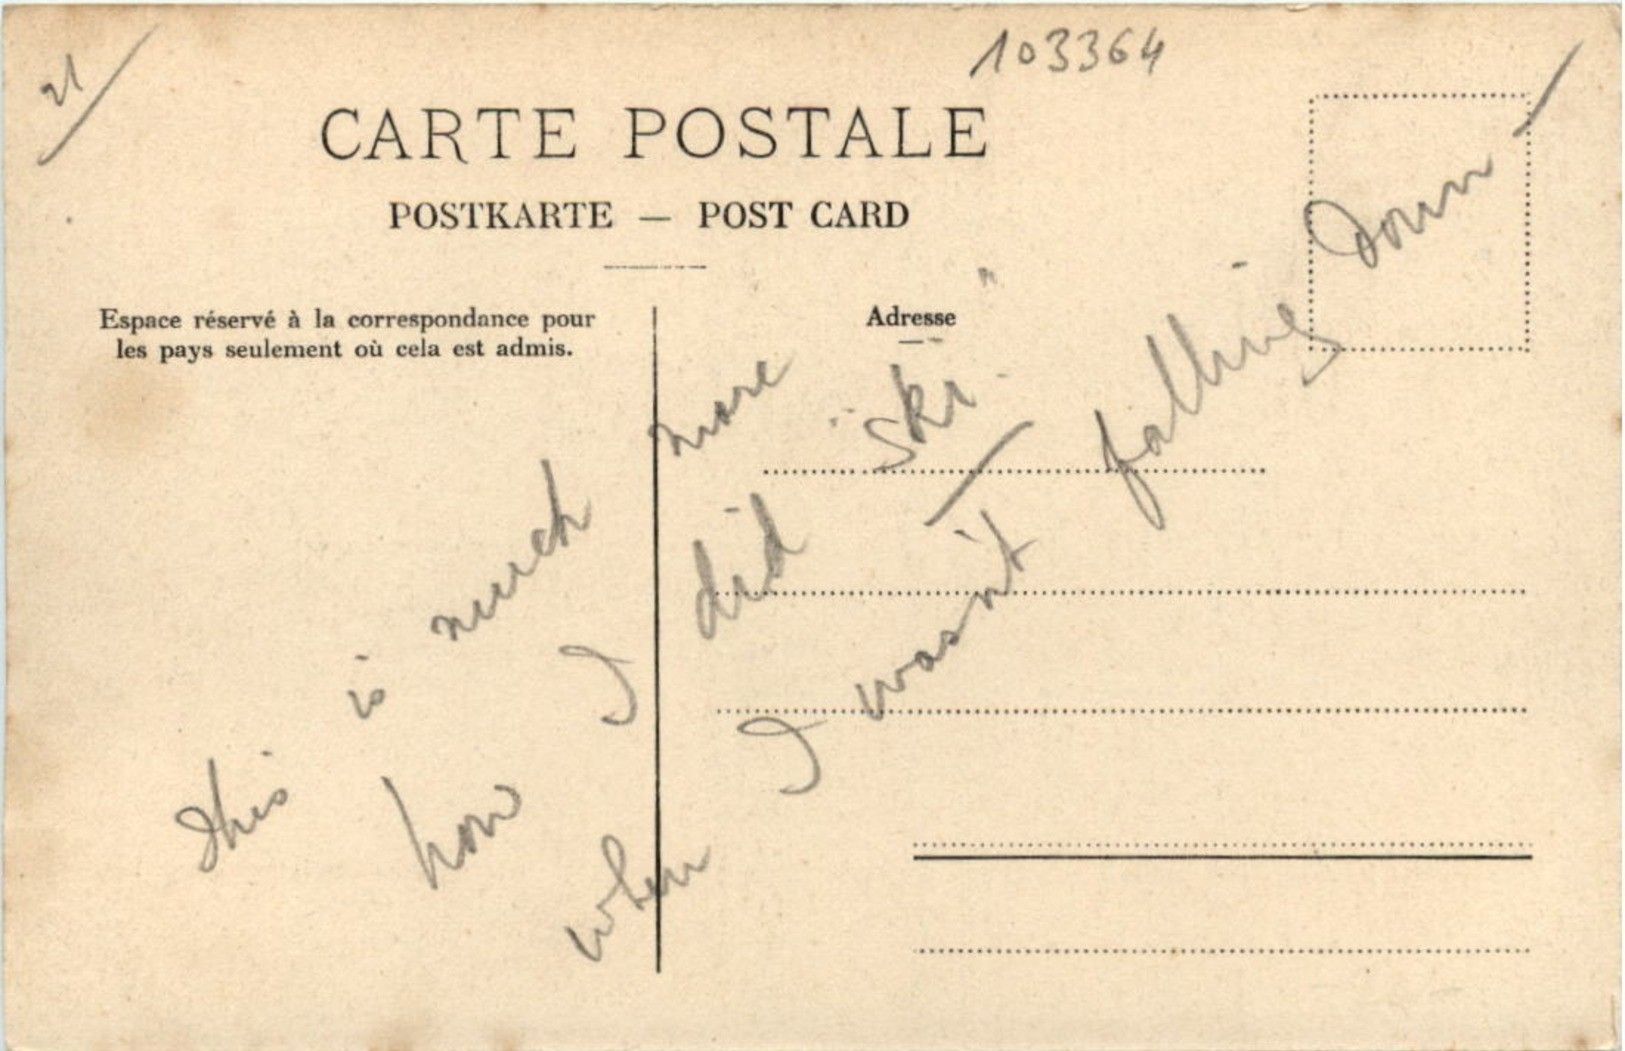 21
103364
CARTE POSTALE
POSTKARTE — POST CARD
Espace réservé à la correspondance pour
les pays seulement où cela est admis.
Adresse
This is much more
how I did "Ski"
when I wasn't falling down